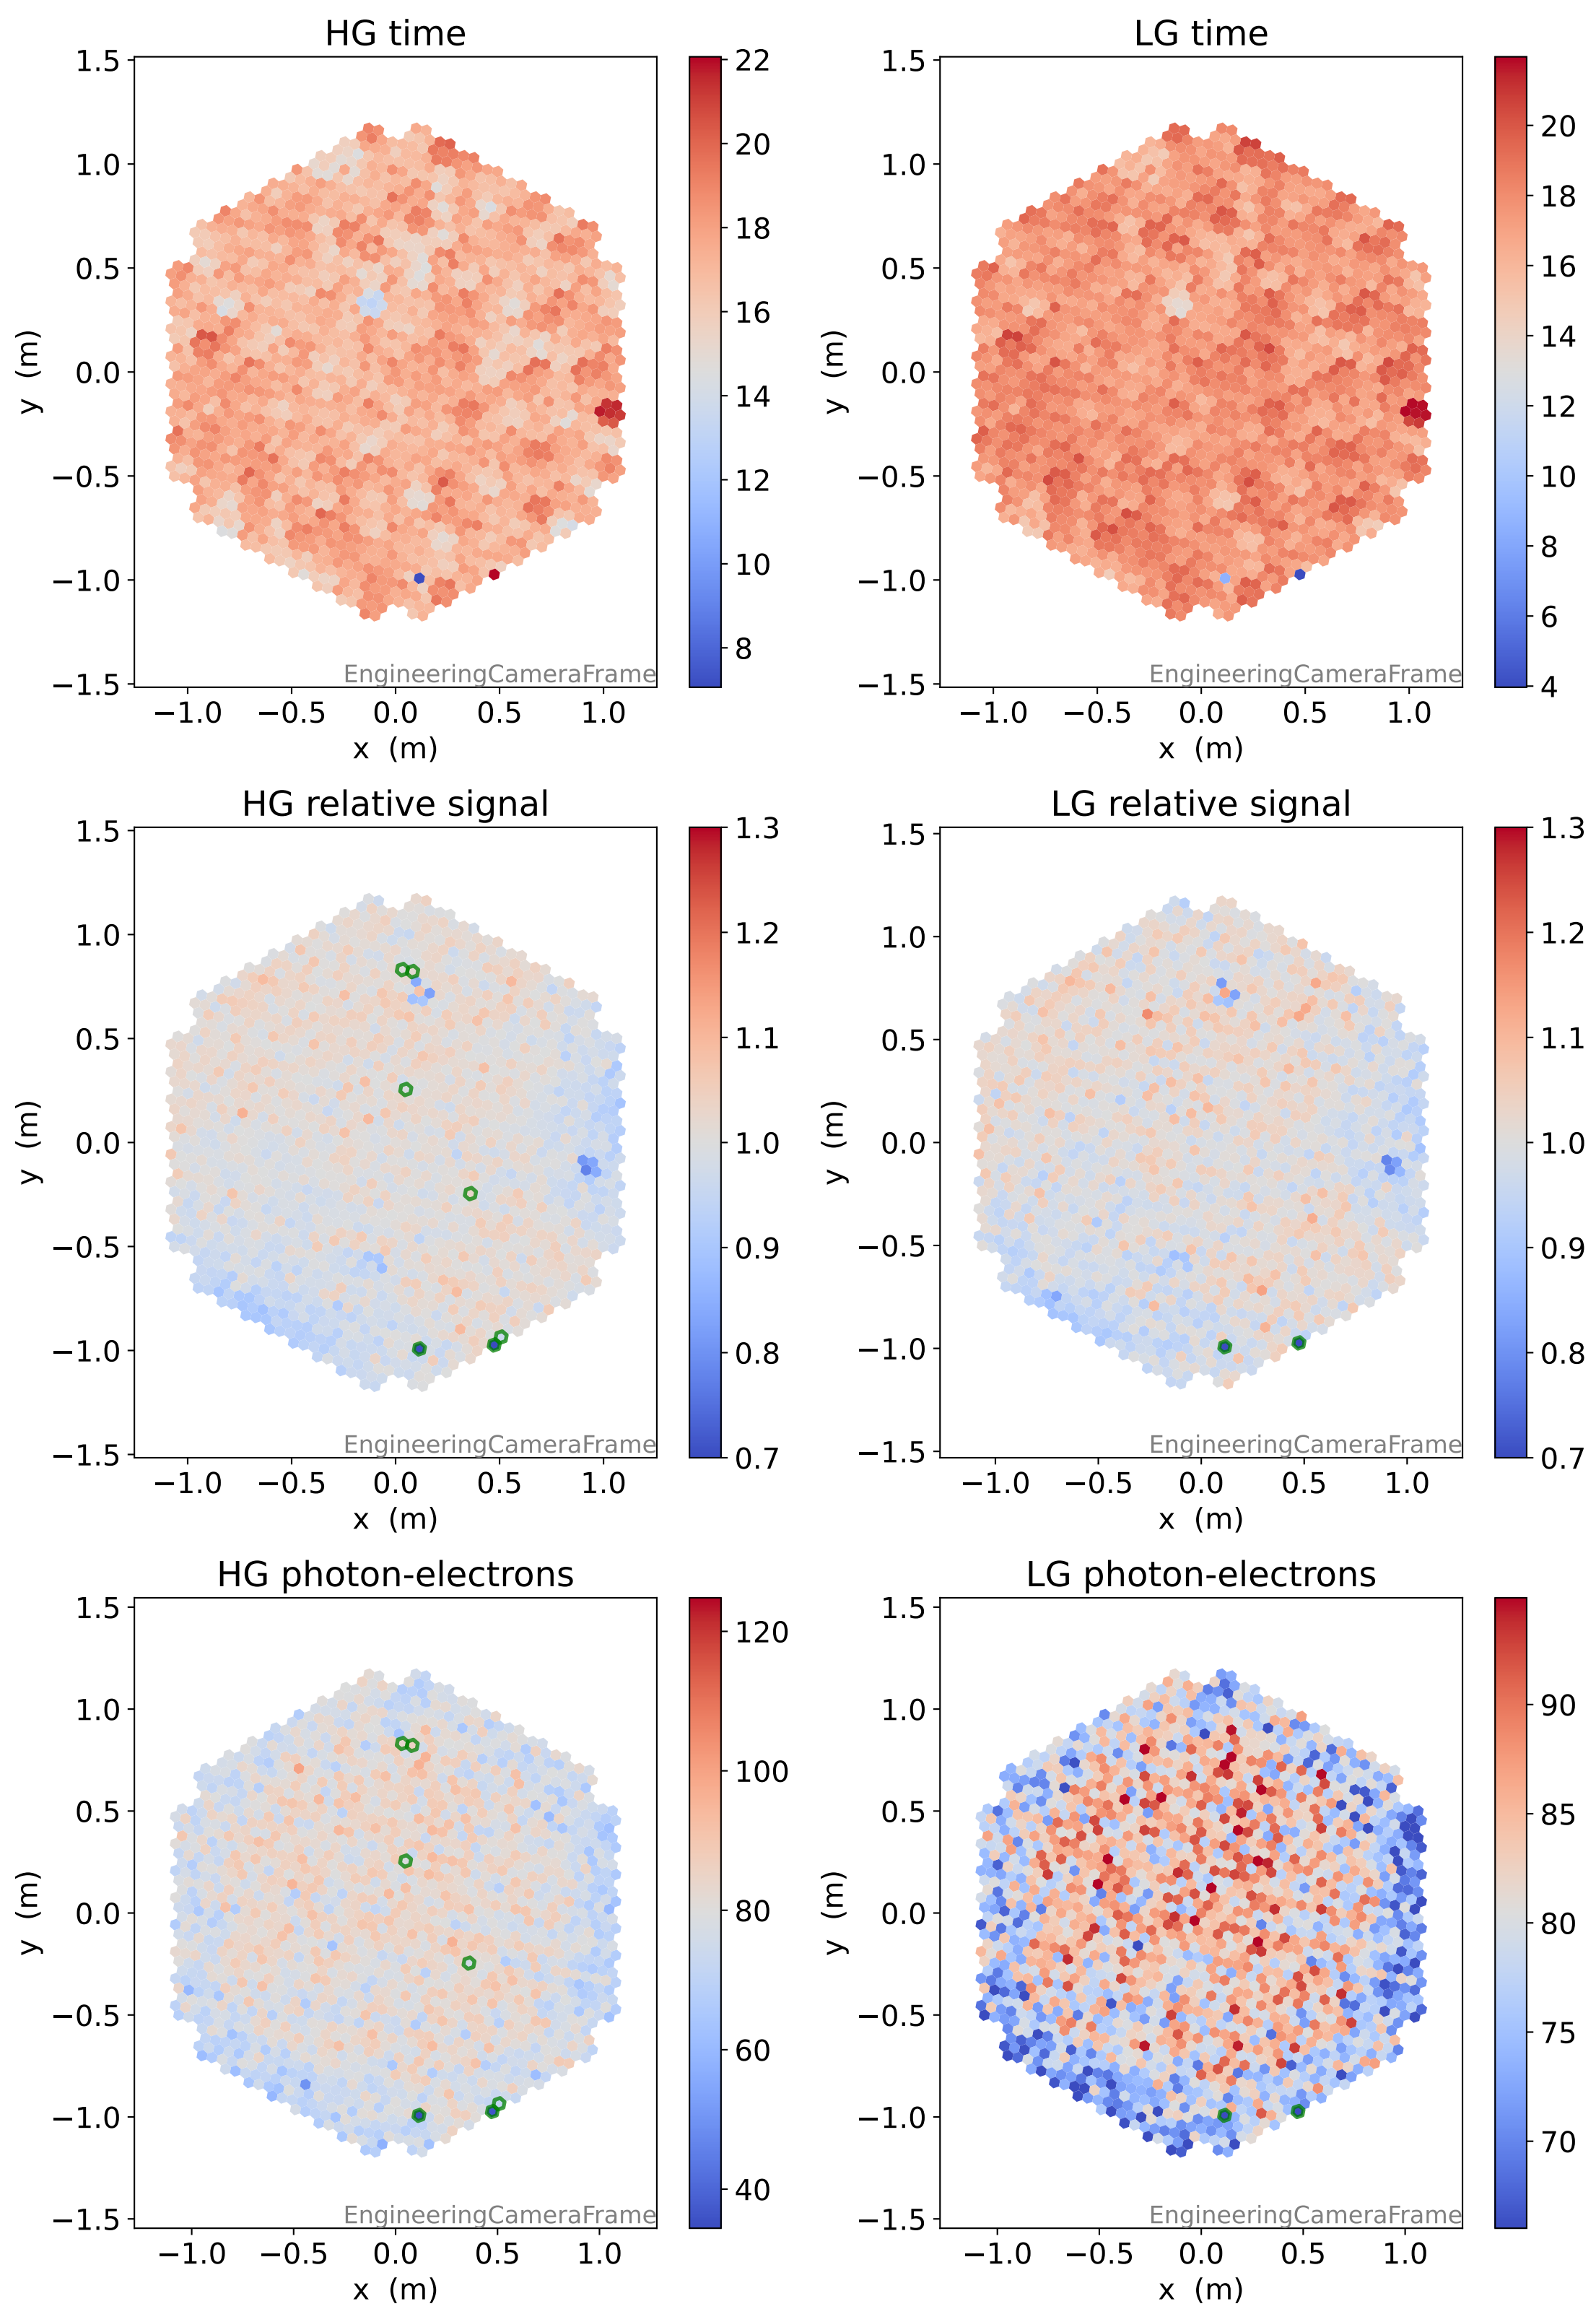 HG time
1.5
1.0
0.5
0.0
−0.5
−1.0
−1.5
y (m)
−1.0 −0.5 0.0 0.5 1.0
x (m)
EngineeringCameraFrame
22
20
18
16
14
12
10
8
LG time
1.5
1.0
0.5
0.0
−0.5
−1.0
−1.5
y (m)
−1.0 −0.5 0.0 0.5 1.0
x (m)
EngineeringCameraFrame
20
18
16
14
12
10
8
6
4
HG relative signal
1.5
1.0
0.5
0.0
−0.5
−1.0
−1.5
y (m)
−1.0 −0.5 0.0 0.5 1.0
x (m)
EngineeringCameraFrame
1.3
1.2
1.1
1.0
0.9
0.8
0.7
LG relative signal
1.5
1.0
0.5
0.0
−0.5
−1.0
−1.5
y (m)
−1.0 −0.5 0.0 0.5 1.0
x (m)
EngineeringCameraFrame
1.3
1.2
1.1
1.0
0.9
0.8
0.7
HG photon-electrons
1.5
1.0
0.5
0.0
−0.5
−1.0
−1.5
y (m)
−1.0 −0.5 0.0 0.5 1.0
x (m)
EngineeringCameraFrame
120
100
80
60
40
LG photon-electrons
1.5
1.0
0.5
0.0
−0.5
−1.0
−1.5
y (m)
−1.0 −0.5 0.0 0.5 1.0
x (m)
EngineeringCameraFrame
90
85
80
75
70